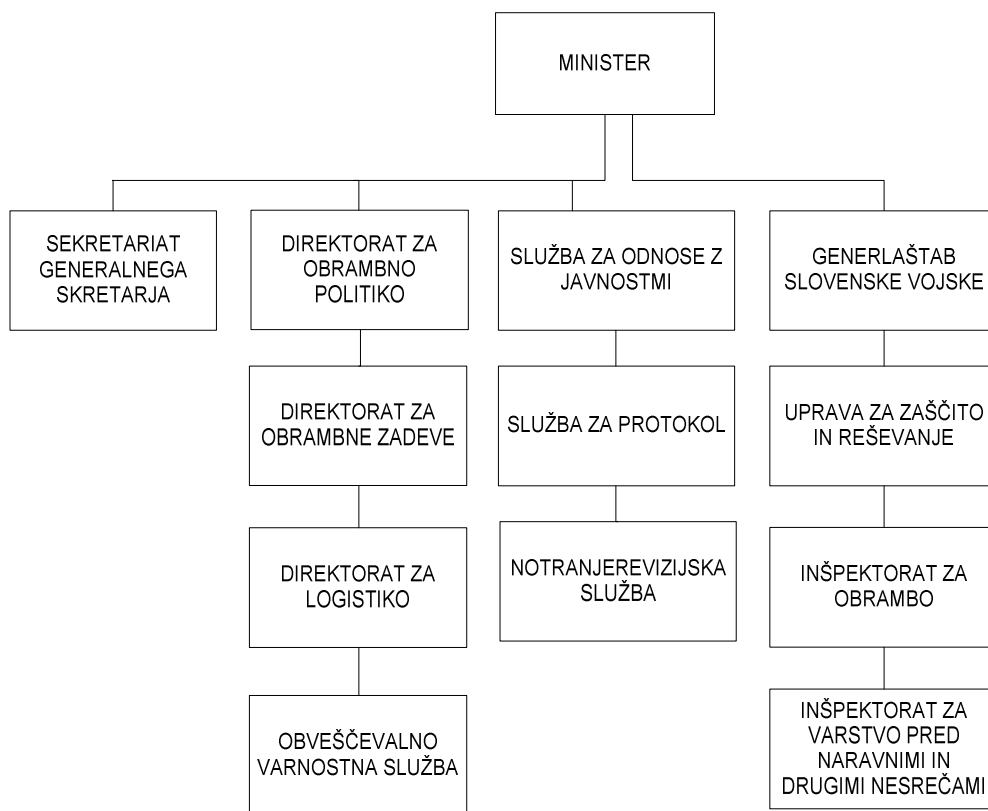 MINISTER
SEKRETARIAT
GENERALNEGA
SKRETARJA
DIREKTORAT ZA
OBRAMBNO
POLITIKO
SLUŽBA ZA ODNOSE Z
JAVNOSTMI
GENERLAŠTAB
SLOVENSKE VOJSKE
DIREKTORAT ZA
OBRAMBNE ZADEVE
SLUŽBA ZA PROTOKOL
UPRAVA ZA ZAŠČITO
IN REŠEVANJE
DIREKTORAT ZA
LOGISTIKO
NOTRANJEREVIZIJSKA
SLUŽBA
INŠPEKTORAT ZA
OBRAMBO
OBVEŠČEVALNO
VARNOSTNA SLUŽBA
INŠPEKTORAT ZA
VARSTVO PRED
NARAVNIMI IN
DRUGIMI NESREČAMI